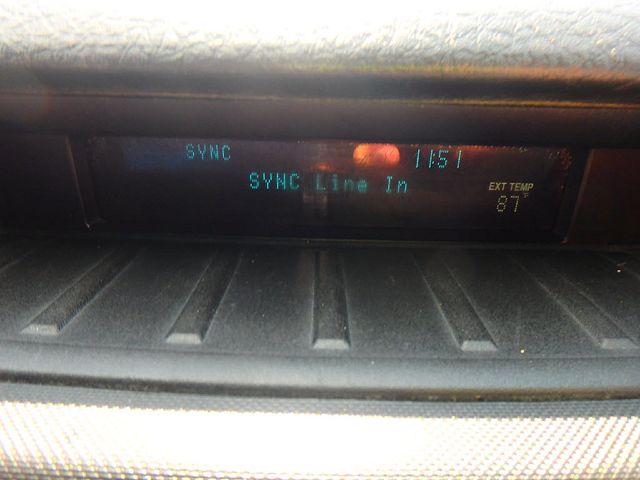 SYNC 11:51
SYNC Line In
EXT TEMP
87°F